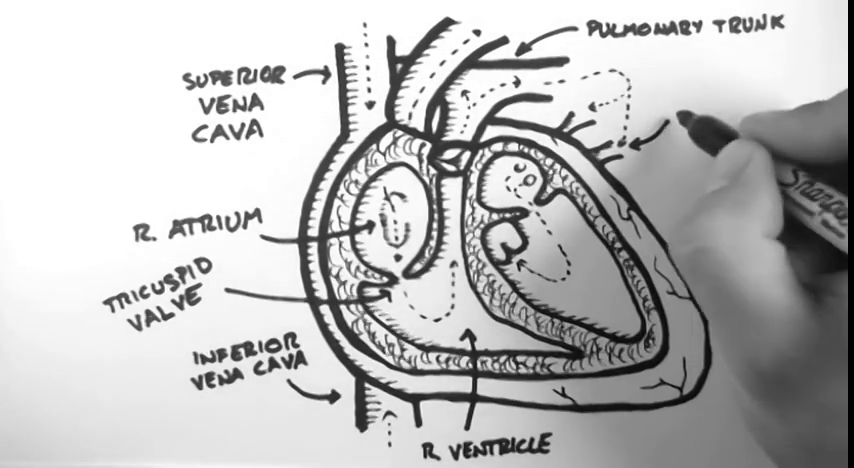 PULMONARY TRUNK
SUPERIOR
VENA
CAVA
R. ATRIUM
TRICUSPID
VALVE
INFERIOR
VENA CAVA
R. VENTRICLE
Sharpie